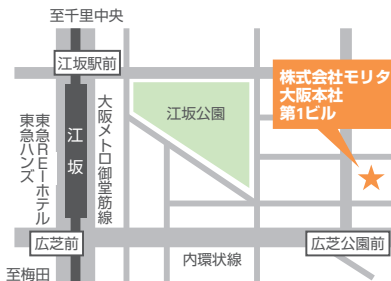 至千里中央
江坂駅前
株式会社モリタ
大阪本社
第1ビル
江坂公園
大阪メトロ御堂筋線
江坂
東急REIホテル
東急ハンズ
広芝前
内環状線
広芝公園前
至梅田